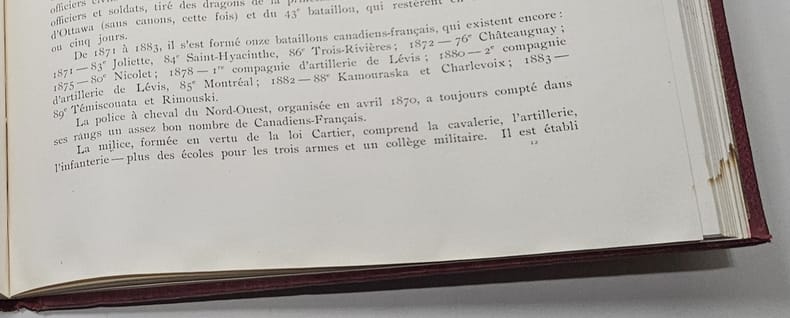 officiers
officiers et soldats, tiré des dragons de la
d'Ottawa (sans canons, cette fois) et du 43e bataillon, qui restèrent en
ou cinq jours.
De 1871 à 1883, il s'est formé onze bataillons canadiens-français, qui existent encore:
1871—83e Joliette, 84e Saint-Hyacinthe, 86e Trois-Rivières; 1872—76e Châteauguay;
1875—80e Nicolet; 1878—1re compagnie d'artillerie de Lévis; 1880—2e compagnie
d'artillerie de Lévis, 85e Montréal; 1882—88e Kamouraska et Charlevoix; 1883—
89e Témisconata et Rimouski.
La police à cheval du Nord-Ouest, organisée en avril 1870, a toujours compté dans
ses rangs un assez bon nombre de Canadiens-Français.
La milice, formée en vertu de la loi Cartier, comprend la cavalerie, l'artillerie,
l'infanterie—plus des écoles pour les trois armes et un collège militaire. Il est établi
12